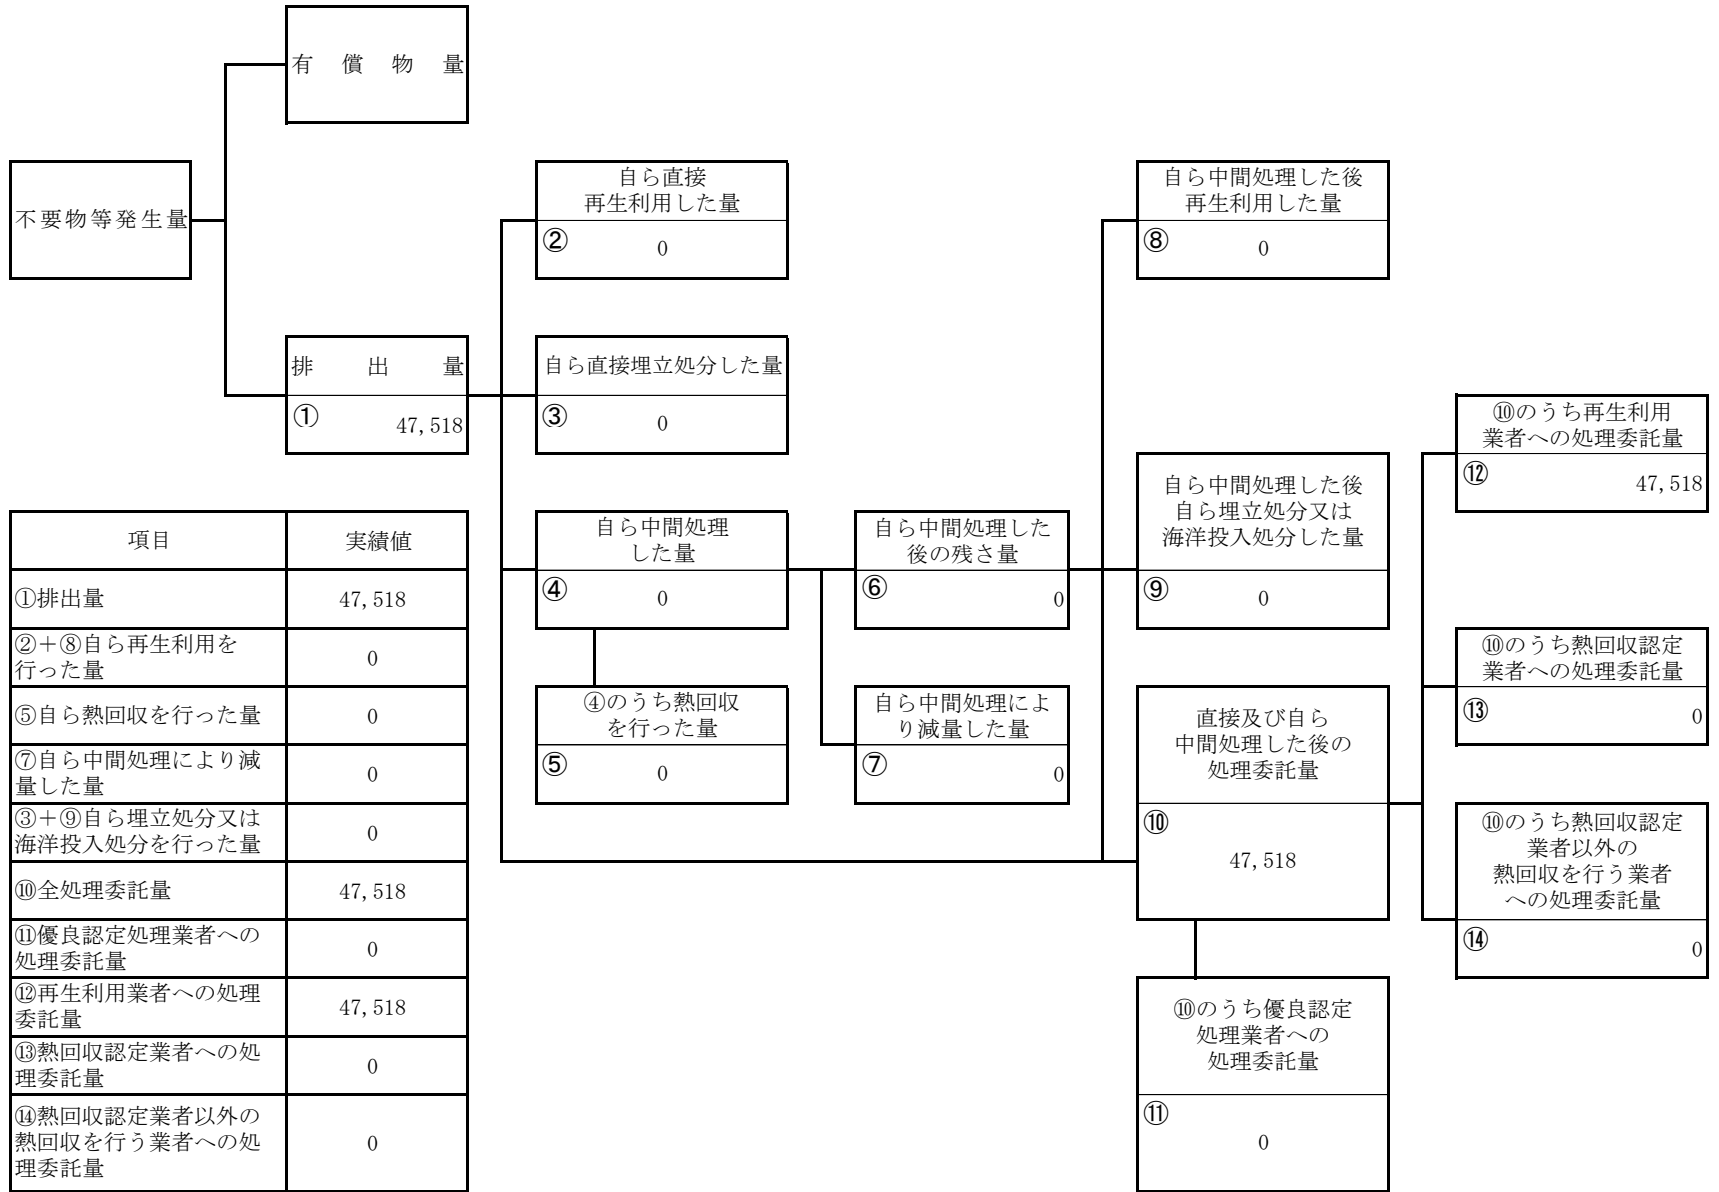 有償物量
不要物等発生量
自ら直接
再生利用した量
②
0
自ら中間処理した後
再生利用した量
⑧
0
排出量
①
47,518
自ら直接埋立処分した量
③
0
⑩のうち再生利用
業者への処理委託量
⑫
47,518
自ら中間処理した後
自ら埋立処分又は
海洋投入処分した量
⑨
0
自ら中間処理
した量
④
0
自ら中間処理した
後の残さ量
⑥
0
⑩のうち熱回収認定
業者への処理委託量
⑬
0
④のうち熱回収
を行った量
⑤
0
自ら中間処理によ
り減量した量
⑦
0
直接及び自ら
中間処理した後の
処理委託量
⑩
47,518
⑩のうち熱回収認定
業者以外の
熱回収を行う業者
への処理委託量
⑭
0
⑩のうち優良認定
処理業者への
処理委託量
⑪
0
項目 実績値
①排出量 47,518
②+⑧自ら再生利用を
行った量
0
⑤自ら熱回収を行った量 0
⑦自ら中間処理により減
量した量
0
③+⑨自ら埋立処分又は
海洋投入処分を行った量
0
⑩全処理委託量 47,518
⑪優良認定処理業者への
処理委託量
0
⑫再生利用業者への処理
委託量
47,518
⑬熱回収認定業者への処
理委託量
0
⑭熱回収認定業者以外の
熱回収を行う業者への処
理委託量
0